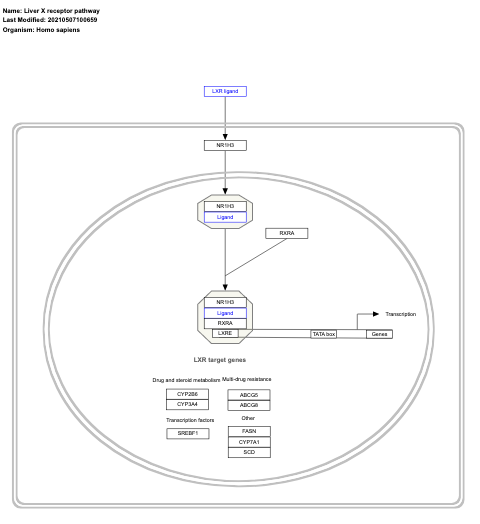 Name: Liver X receptor pathway
Last Modified: 20210507100659
Organism: Homo sapiens
LXR ligand
NR1H3
NR1H3
Ligand
RXRA
NR1H3
Ligand
RXRA
LXRE
TATA box
Genes
Transcription
LXR target genes
Drug and steroid metabolism
CYP2B6
CYP3A4
Multi-drug resistance
ABCG5
ABCG8
Transcription factors
SREBF1
Other
FASN
CYP7A1
SCD